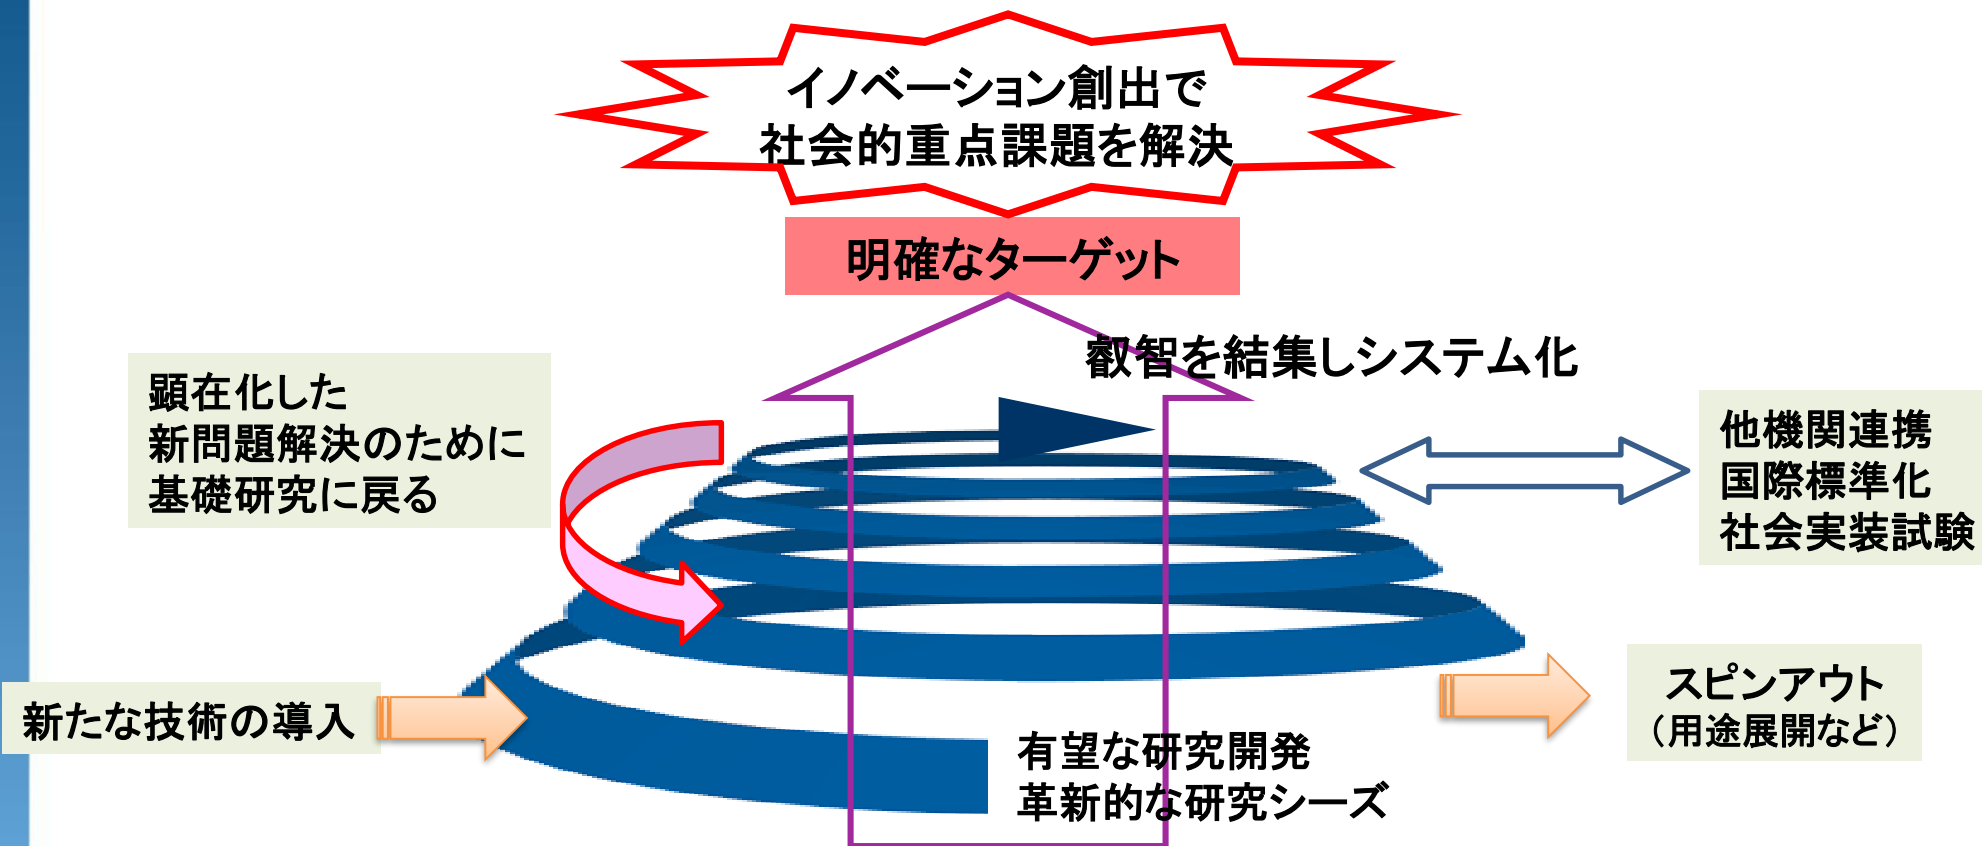 イノベーション創出で
社会的重点課題を解決
明確なターゲット
叡智を結集しシステム化
顕在化した
新問題解決のために
基礎研究に戻る
他機関連携
国際標準化
社会実装試験
新たな技術の導入
スピンアウト
（用途展開など）
有望な研究開発
革新的な研究シーズ